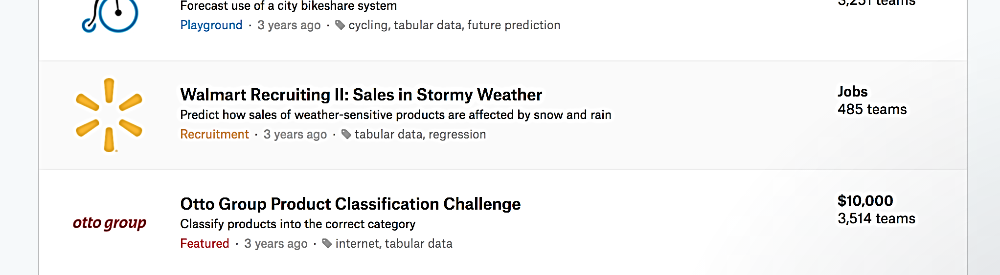 Forecast use of a city bikeshare system
3,251 teams
Playground · 3 years ago · cycling, tabular data, future prediction
Walmart Recruiting II: Sales in Stormy Weather
Jobs
Predict how sales of weather-sensitive products are affected by snow and rain
485 teams
Recruitment · 3 years ago · tabular data, regression
otto group
Otto Group Product Classification Challenge
$10,000
Classify products into the correct category
3,514 teams
Featured · 3 years ago · internet, tabular data